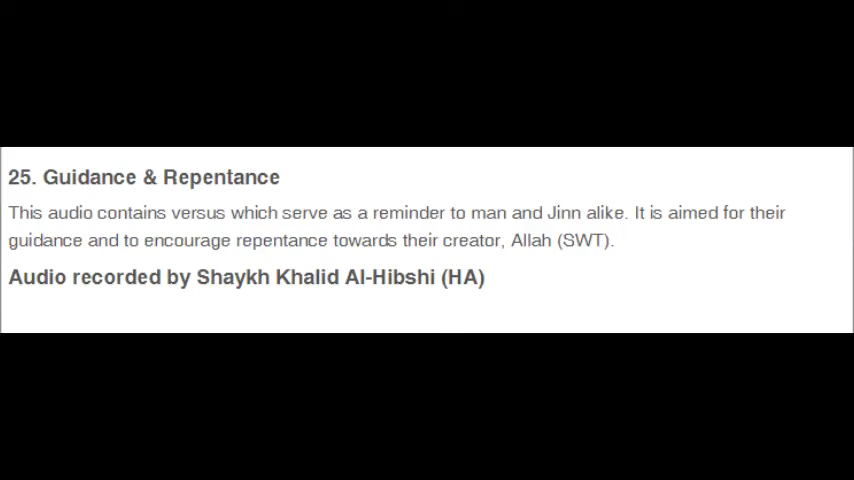 25. Guidance & Repentance
This audio contains versus which serve as a reminder to man and Jinn alike. It is aimed for their
guidance and to encourage repentance towards their creator, Allah (SWT).
Audio recorded by Shaykh Khalid Al-Hibshi (HA)